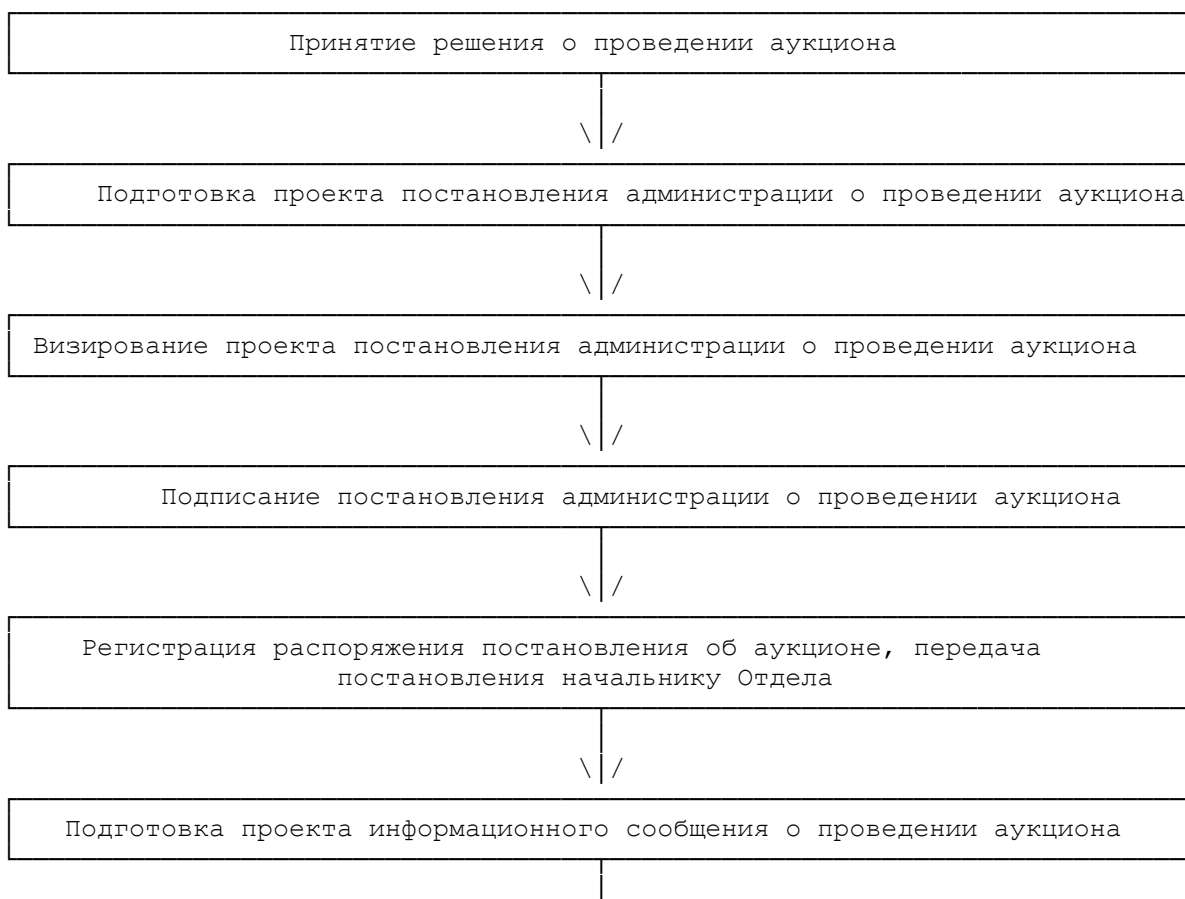 Принятие решения о проведении аукциона
Подготовка проекта постановления администрации о проведении аукциона
Визирование проекта постановления администрации о проведении аукциона
Подписание постановления администрации о проведении аукциона
Регистрация распоряжения постановления об аукционе, передача
постановления начальнику Отдела
Подготовка проекта информационного сообщения о проведении аукциона